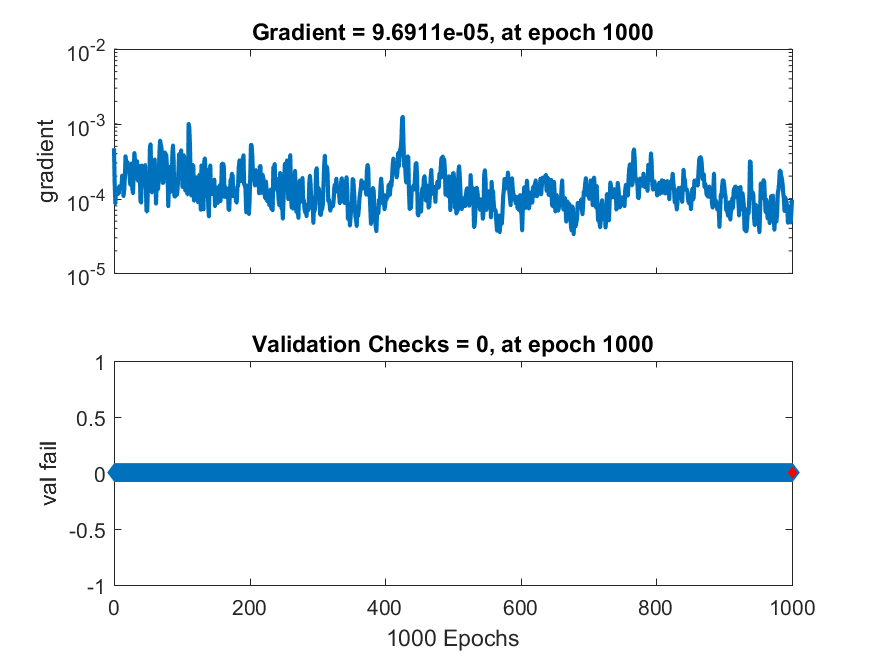 Gradient = 9.6911e-05, at epoch 1000
10^-2
10^-3
10^-4
10^-5
gradient
Validation Checks = 0, at epoch 1000
1
0.5
0
-0.5
-1
val fail
0 200 400 600 800 1000
1000 Epochs